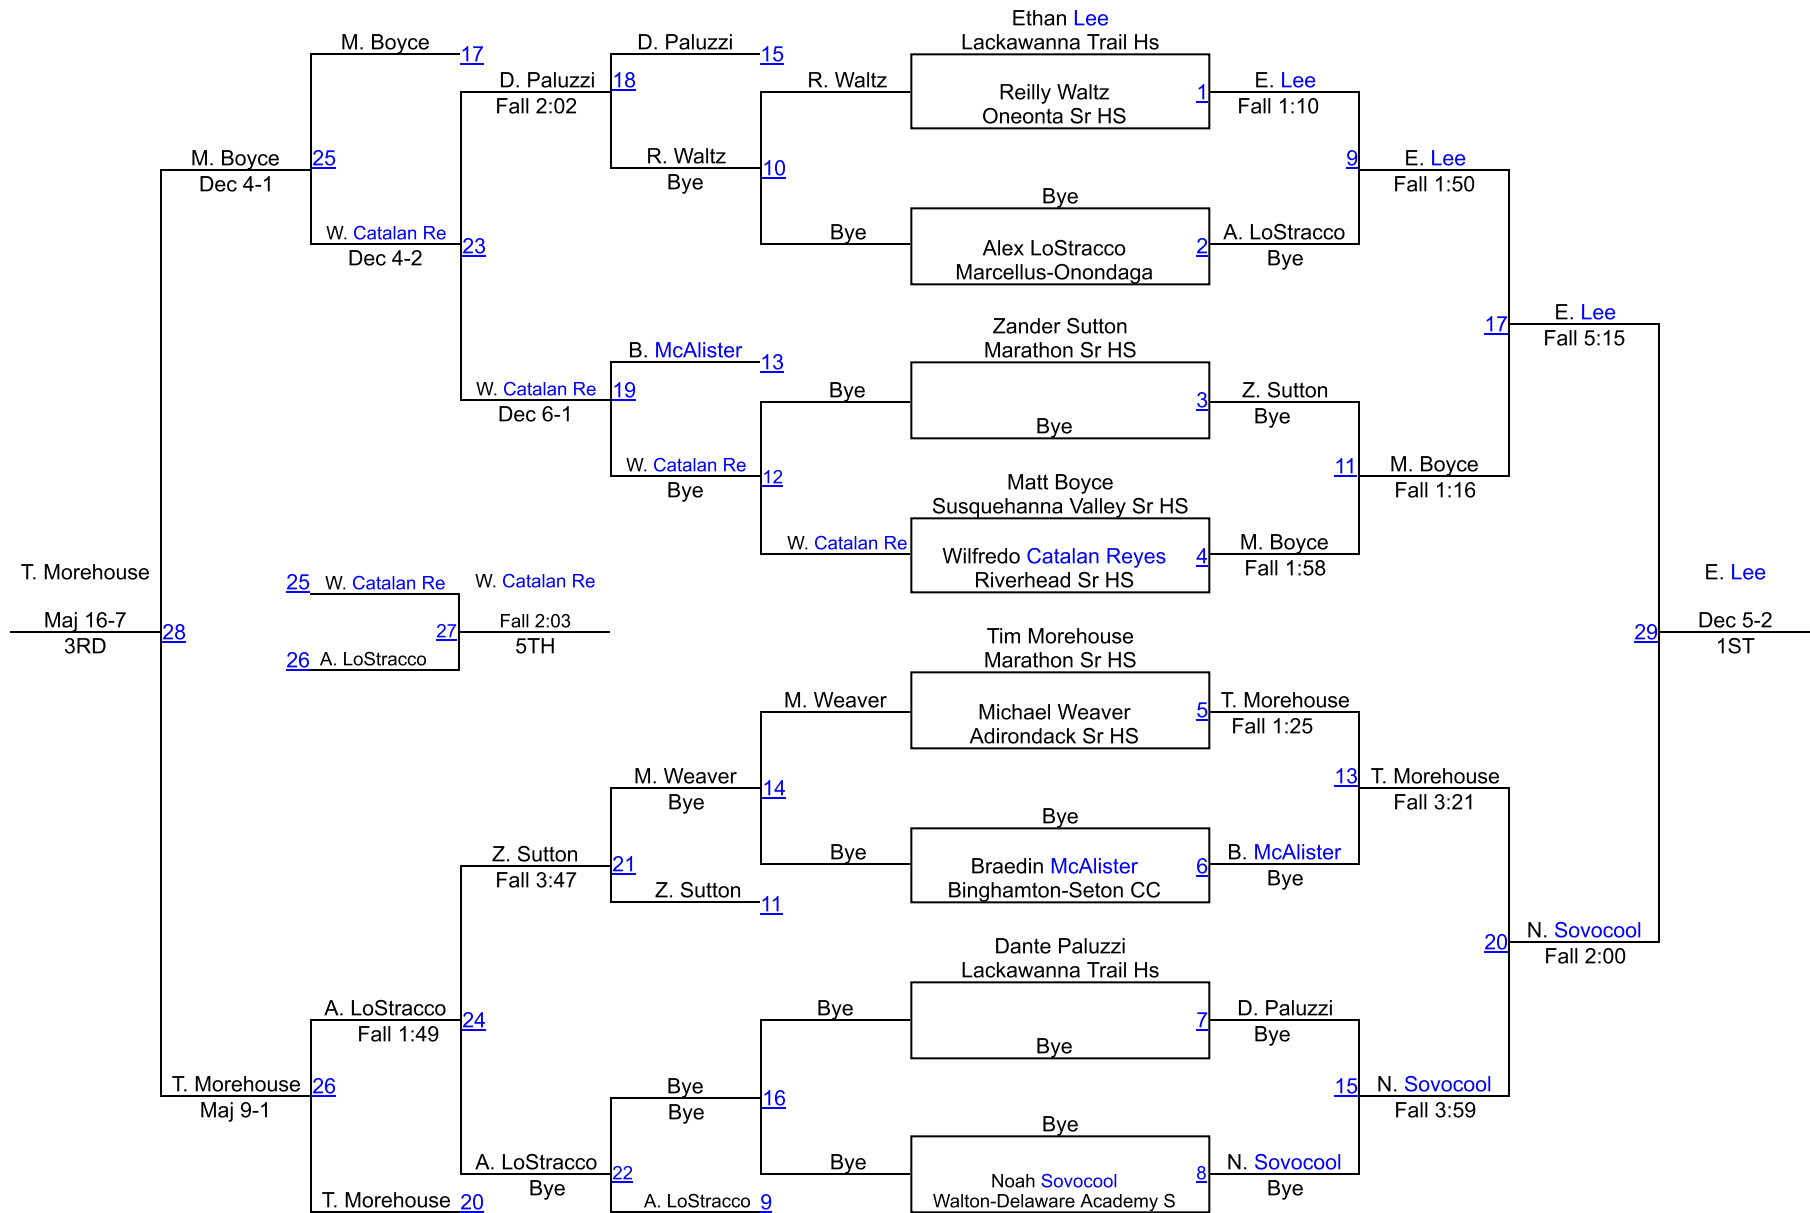 Ethan Lee
Lackawanna Trail Hs
M. Boyce
17
D. Paluzzi
15
D. Paluzzi
18
Fall 2:02
R. Waltz
Reilly Waltz
Oneonta Sr HS
1
E. Lee
Fall 1:10
M. Boyce
25
Dec 4-1
R. Waltz
10
Bye
9
E. Lee
Fall 1:50
Bye
W. Catalan Re
23
Dec 4-2
Bye
Alex LoStracco
Marcellus-Onondaga
2
A. LoStracco
Bye
Zander Sutton
Marathon Sr HS
17
E. Lee
Fall 5:15
B. McAlister
13
W. Catalan Re
19
Dec 6-1
Bye
3
Bye
Z. Sutton
Bye
W. Catalan Re
12
Bye
11
M. Boyce
Fall 1:16
Matt Boyce
Susquehanna Valley Sr HS
W. Catalan Re
Wilfredo Catalan Reyes
Riverhead Sr HS
4
M. Boyce
Fall 1:58
T. Morehouse
Maj 16-7
3RD
28
25
W. Catalan Re
W. Catalan Re
27
Fall 2:03
5TH
26
A. LoStracco
E. Lee
29
Dec 5-2
1ST
Tim Morehouse
Marathon Sr HS
M. Weaver
Michael Weaver
Adirondack Sr HS
5
T. Morehouse
Fall 1:25
M. Weaver
14
Bye
13
T. Morehouse
Fall 3:21
Bye
Z. Sutton
21
Fall 3:47
Bye
Braedin McAlister
Binghamton-Seton CC
6
B. McAlister
Bye
Z. Sutton
11
20
N. Sovocool
Fall 2:00
Dante Paluzzi
Lackawanna Trail Hs
A. LoStracco
24
Fall 1:49
Bye
7
Bye
D. Paluzzi
Bye
T. Morehouse
26
Maj 9-1
Bye
16
Bye
15
N. Sovocool
Fall 3:59
Bye
A. LoStracco
22
Bye
Bye
Noah Sovocool
Walton-Delaware Academy S
8
N. Sovocool
Bye
T. Morehouse
20
A. LoStracco
9